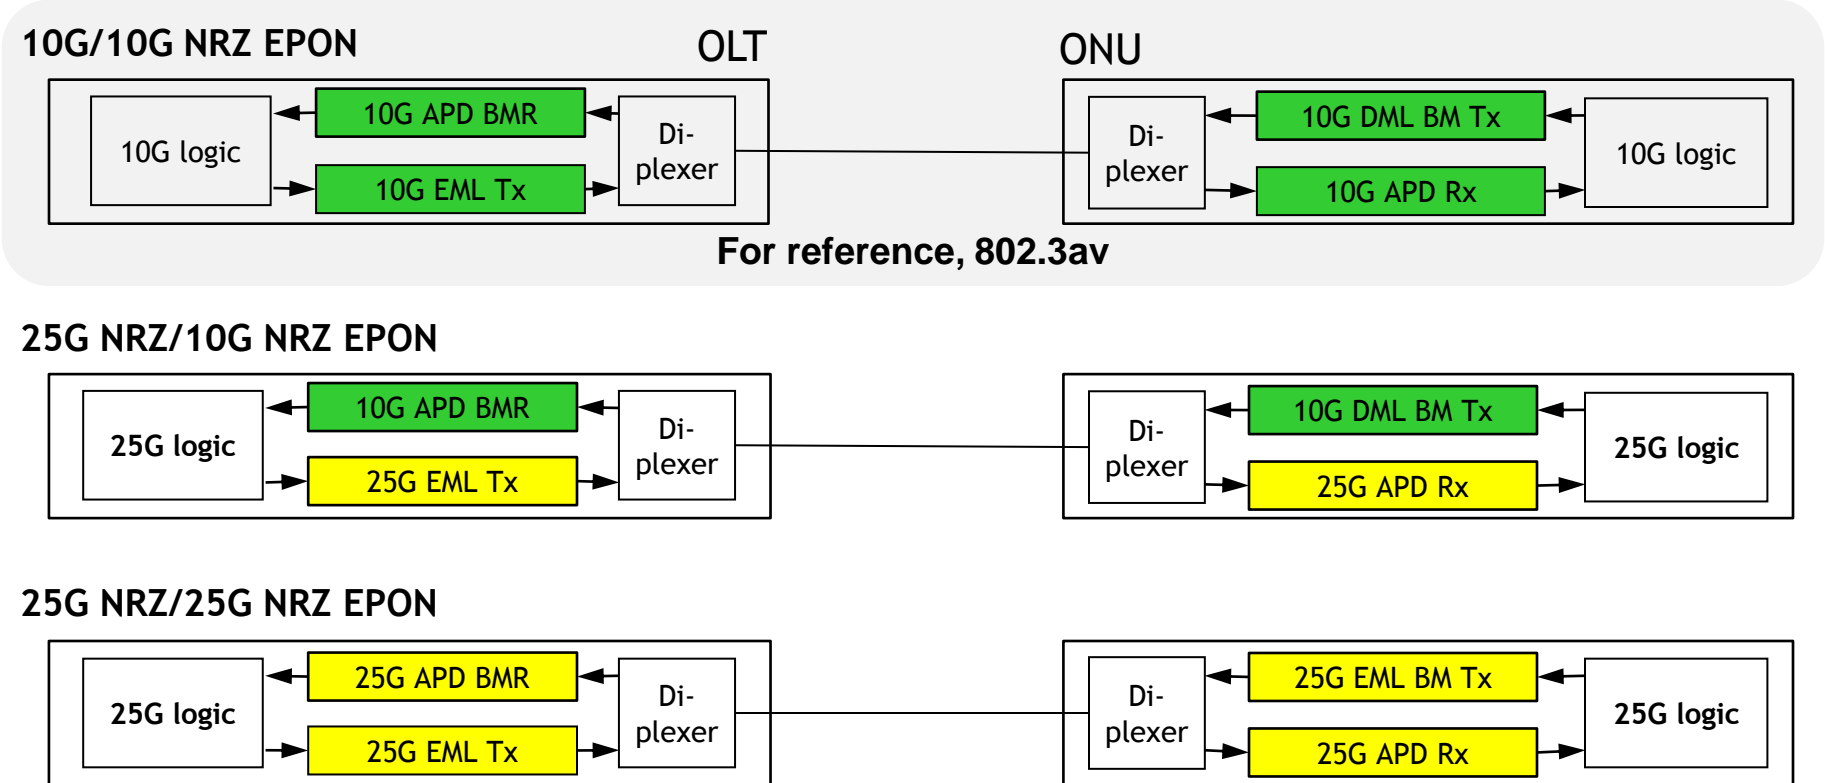 10G/10G NRZ EPON
OLT
ONU
10G logic
10G APD BMR
10G EML Tx
Di-
plexer
Di-
plexer
10G DML BM Tx
10G APD Rx
10G logic
For reference, 802.3av
25G NRZ/10G NRZ EPON
25G logic
10G APD BMR
25G EML Tx
Di-
plexer
Di-
plexer
10G DML BM Tx
25G APD Rx
25G logic
25G NRZ/25G NRZ EPON
25G logic
25G APD BMR
25G EML Tx
Di-
plexer
Di-
plexer
25G EML BM Tx
25G APD Rx
25G logic